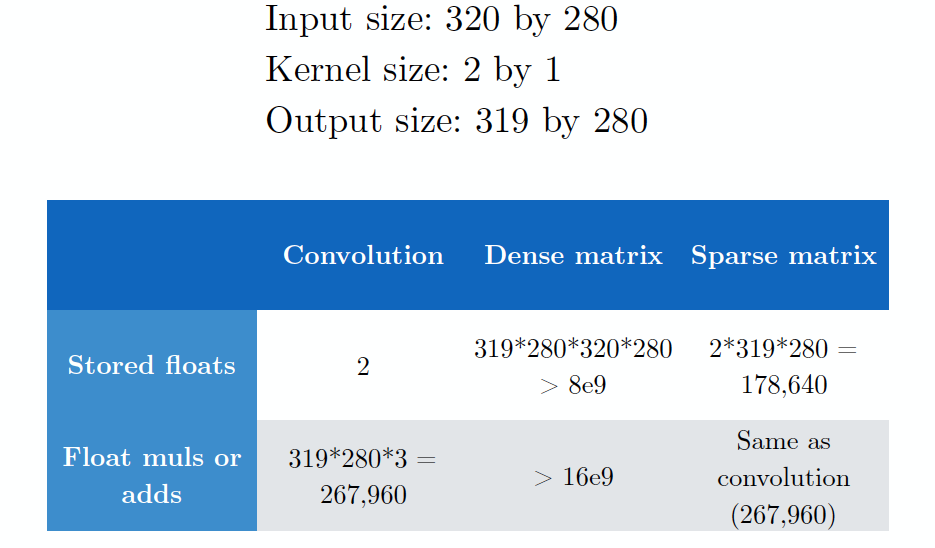 Input size: 320 by 280
Kernel size: 2 by 1
Output size: 319 by 280
Convolution Dense matrix Sparse matrix
Stored floats 2 319*280*320*280 > 8e9 2*319*280 = 178,640
Float muls or adds 319*280*3 = 267,960 > 16e9 Same as convolution (267,960)